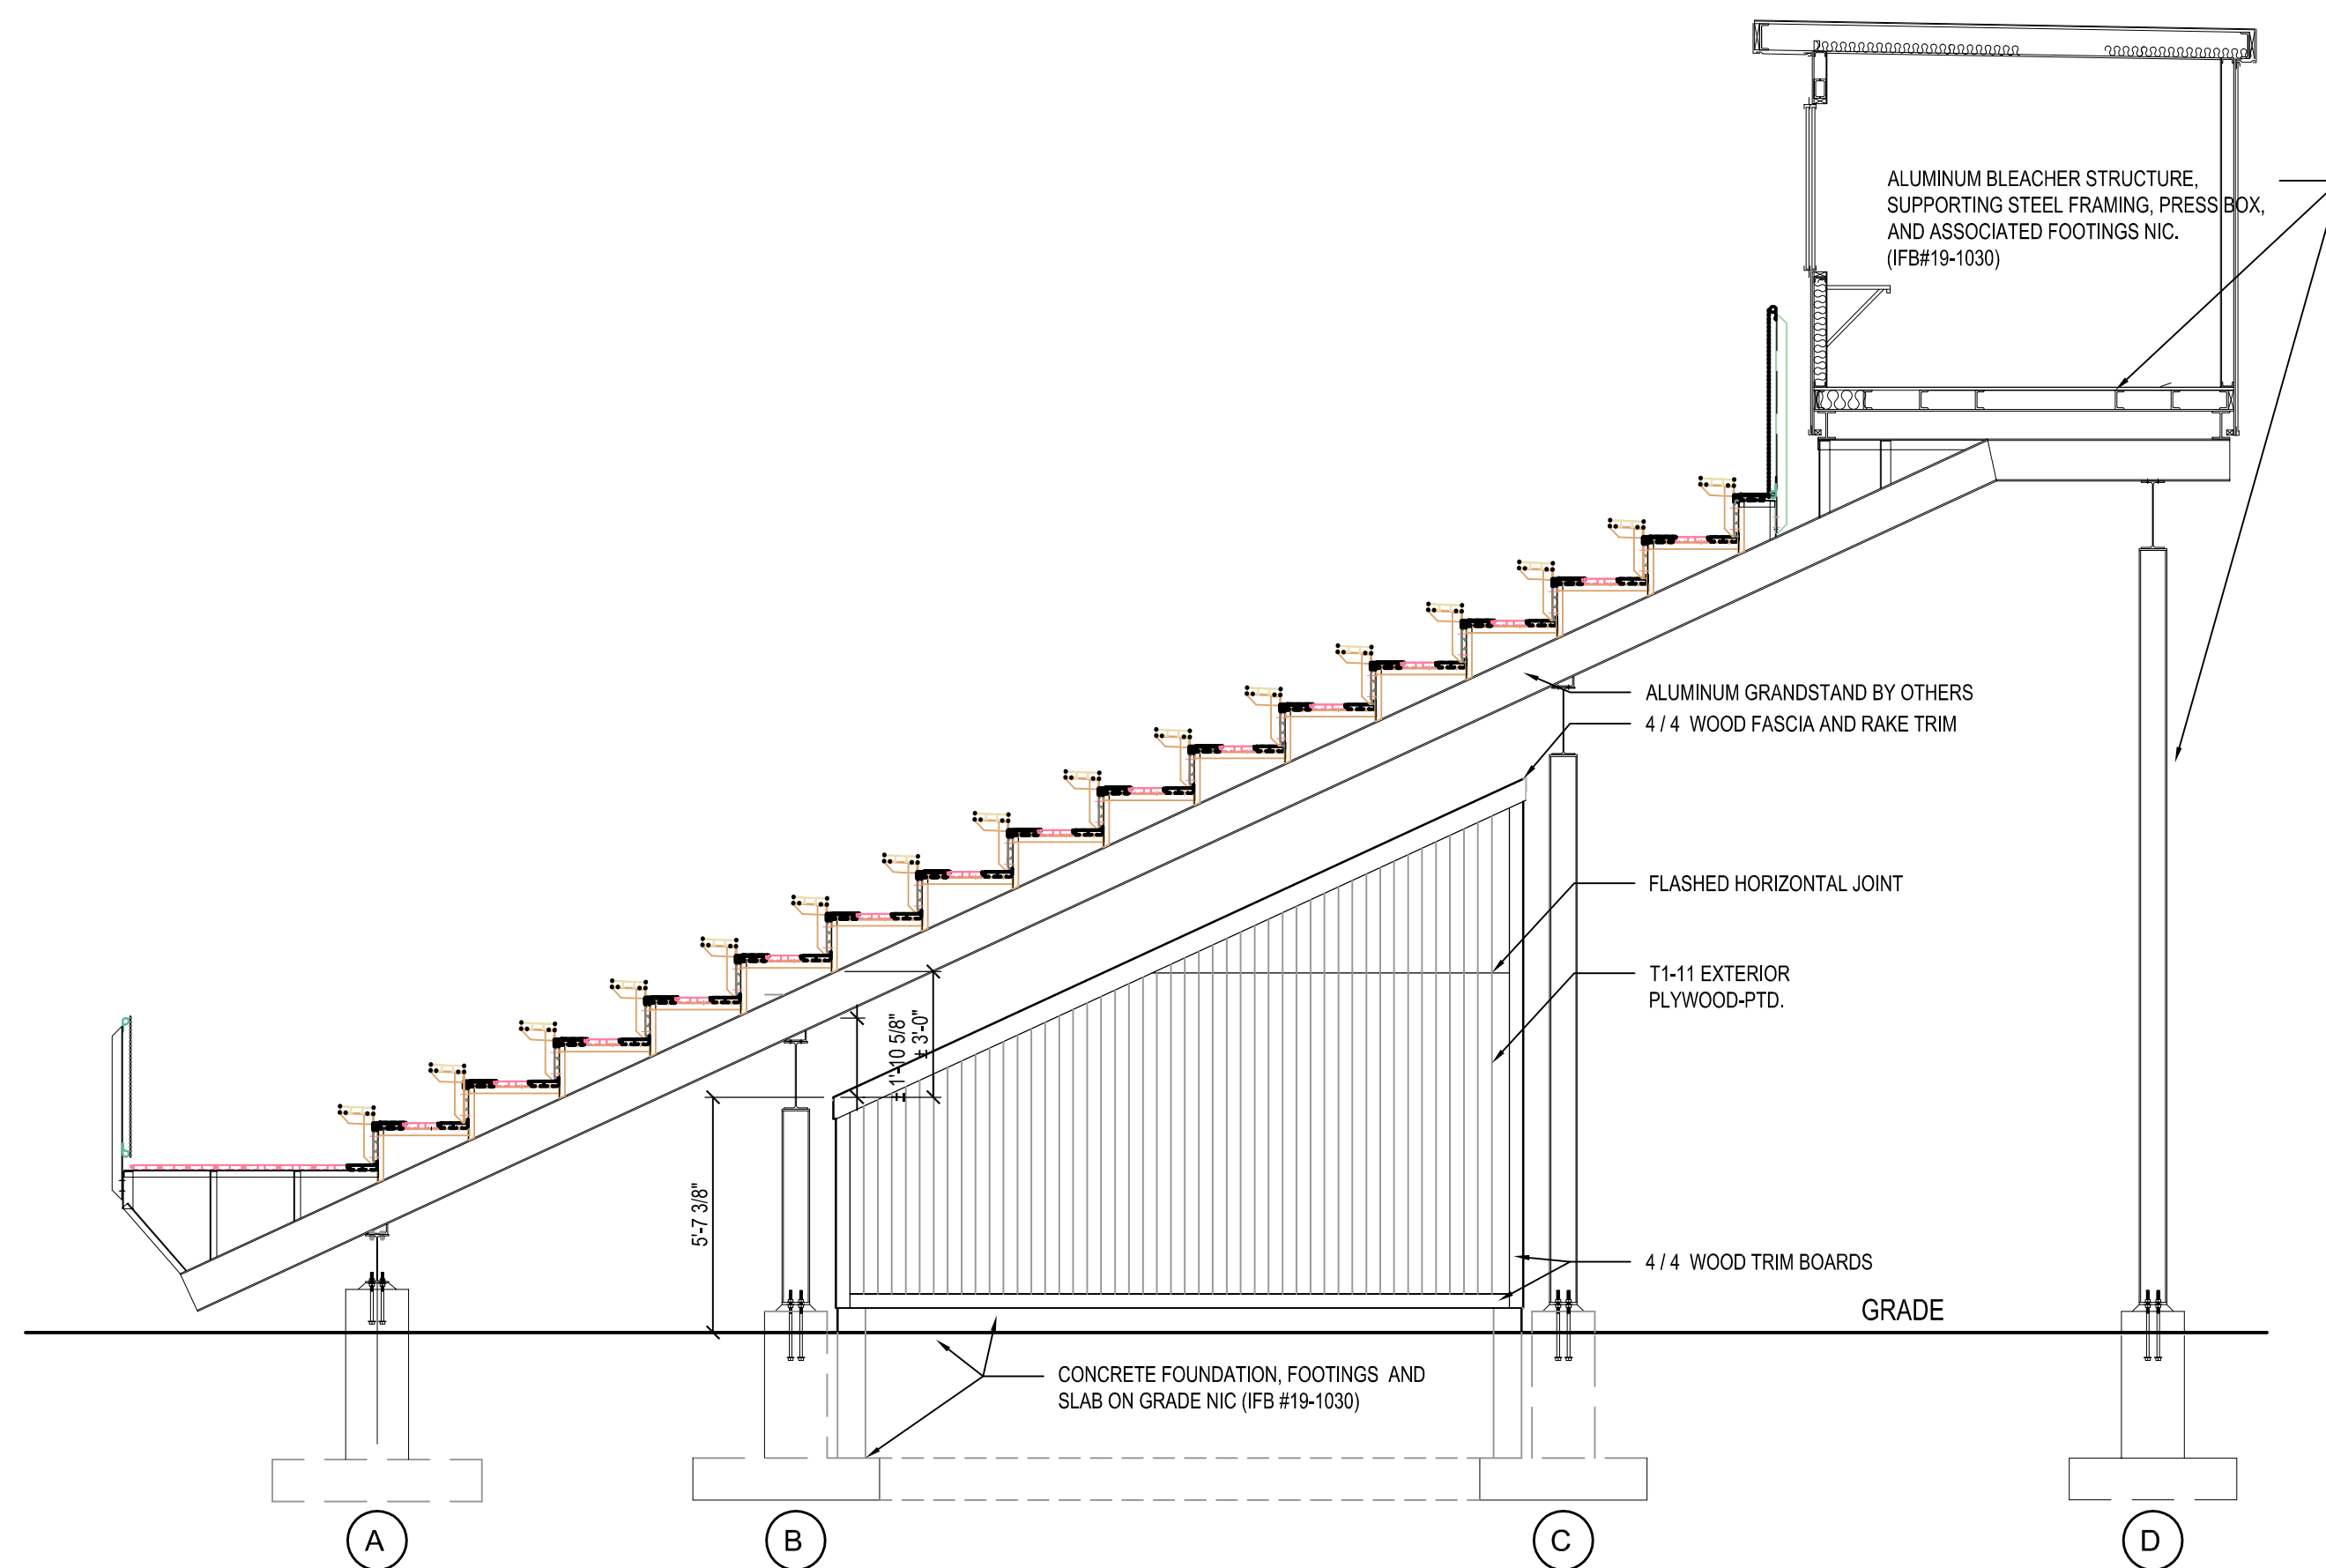 ALUMINUM BLEACHER STRUCTURE,
SUPPORTING STEEL FRAMING, PRESS BOX,
AND ASSOCIATED FOOTINGS NIC.
(IFB#19-1030)
ALUMINUM GRANDSTAND BY OTHERS
4 / 4 WOOD FASCIA AND RAKE TRIM
FLASHED HORIZONTAL JOINT
T1-11 EXTERIOR
PLYWOOD-PTD.
± 1'-10 5/8"
± 3'-0"
5'-7 3/8"
4 / 4 WOOD TRIM BOARDS
GRADE
CONCRETE FOUNDATION, FOOTINGS AND
SLAB ON GRADE NIC (IFB #19-1030)
A B C D